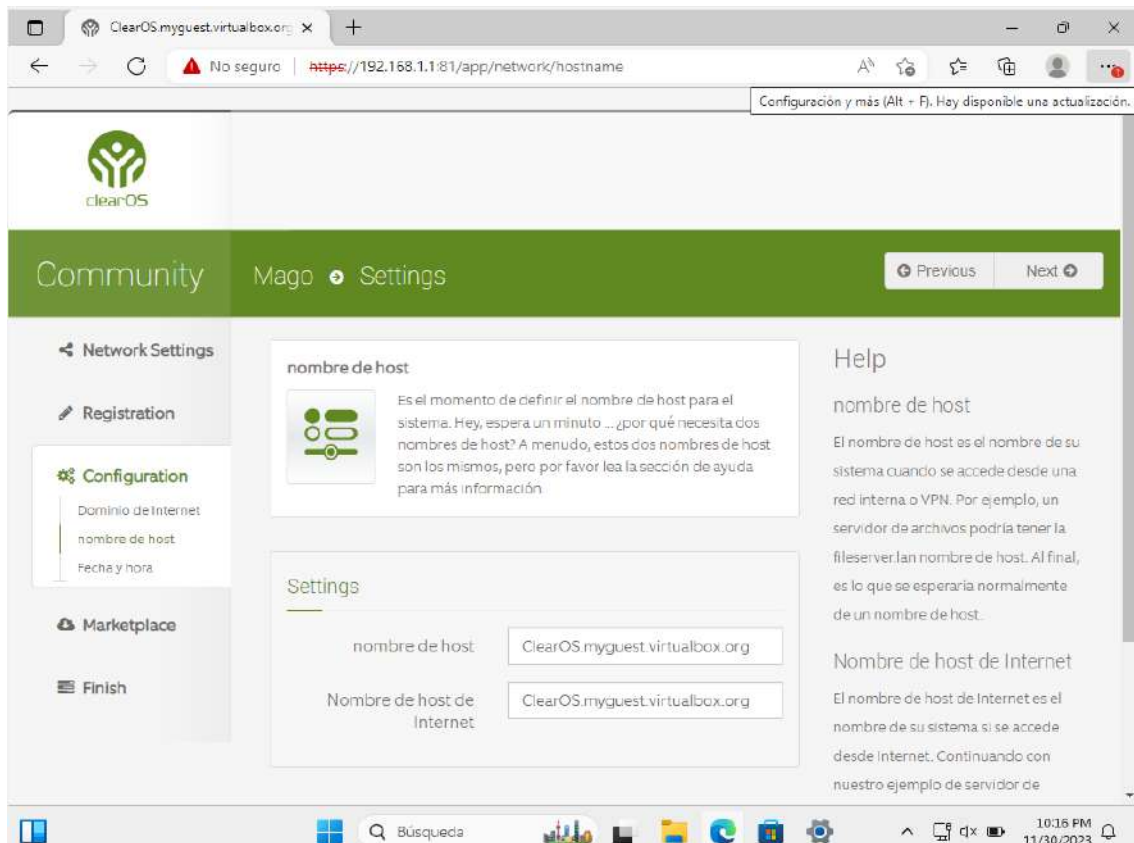 ClearOS.myguest.virtualbox.org
No seguro
https://192.168.1.1:81/app/network/hostname
Configuración y más (Alt + F). Hay disponible una actualización.
clearOS
Community
Mago
Settings
Previous
Next
Network Settings
Registration
Configuration
Dominio de Internet
nombre de host
Fecha y hora
Marketplace
Finish
nombre de host
Es el momento de definir el nombre de host para el
sistema. Hey, espera un minuto ... ¿por qué necesita dos
nombres de host? A menudo, estos dos nombres de host
son los mismos, pero por favor lea la sección de ayuda
para más información.
Settings
nombre de host
ClearOS.myguest.virtualbox.org
Nombre de host de
Internet
ClearOS.myguest.virtualbox.org
Help
nombre de host
El nombre de host es el nombre de su
sistema cuando se accede desde una
red interna o VPN. Por ejemplo, un
servidor de archivos podría tener la
fileserver.lan nombre de host. Al final,
es lo que se esperaría normalmente
de un nombre de host.
Nombre de host de Internet
El nombre de host de Internet es el
nombre de su sistema si se accede
desde Internet. Continuando con
nuestro ejemplo de servidor de
Búsqueda
10:16 PM
11/30/2023